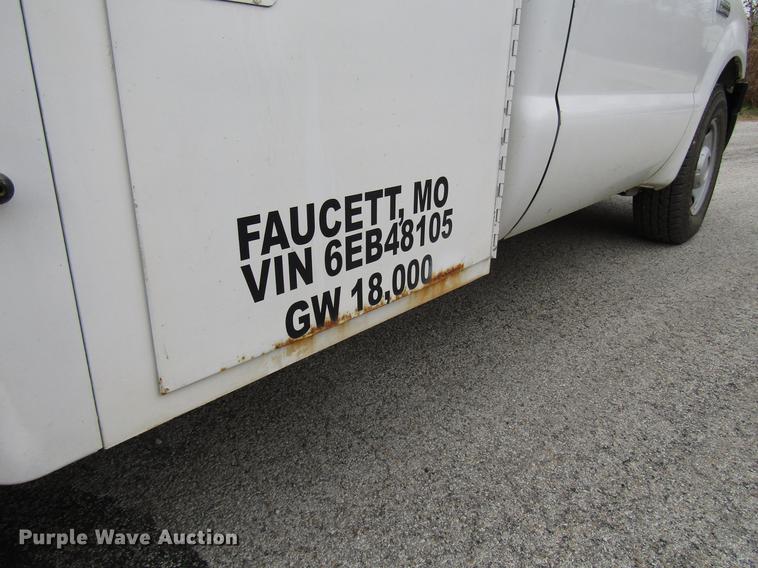 FAUCETT, MO
VIN 6EB48105
GW 18,000
Purple Wave Auction